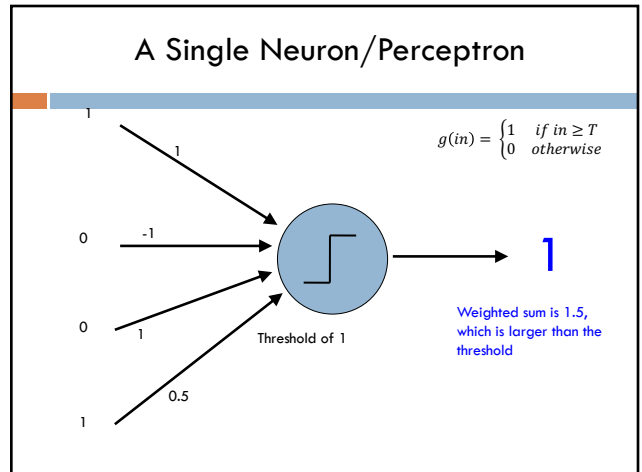 A Single Neuron/Perceptron
1
1
g(in) = {1 if in ≥ T
0 otherwise
0
-1
1
0
1
Threshold of 1
Weighted sum is 1.5,
which is larger than the
threshold
0.5
1